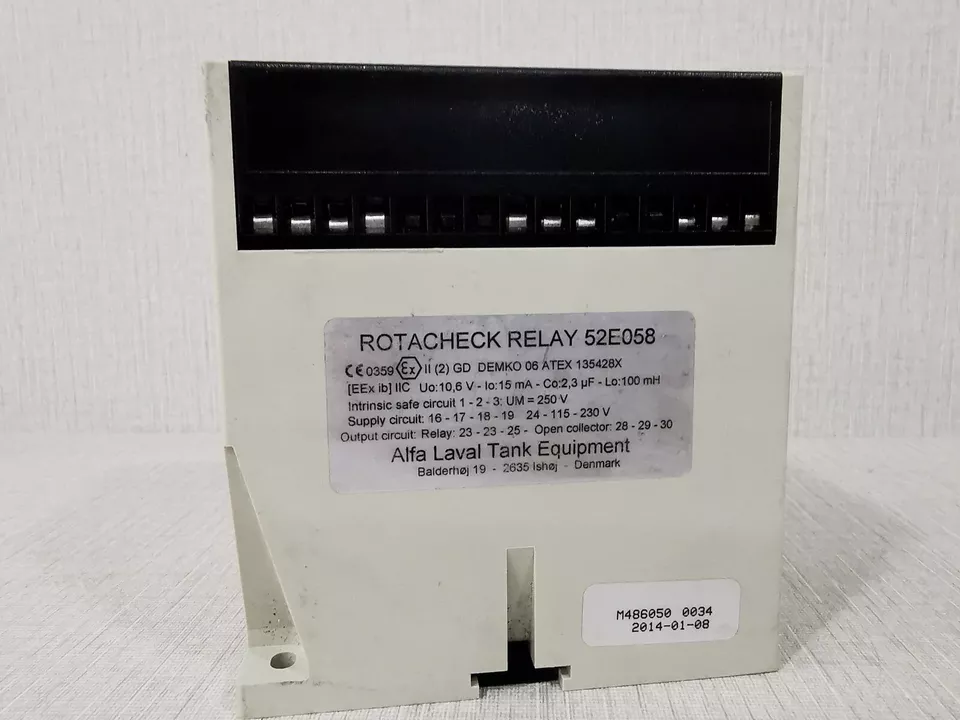 ROTACHECK RELAY 52E058
CE 0359 Ex II (2) GD DEMKO 06 ATEX 135428X
[EEx ib] IIC Uo:10,6 V - Io:15 mA - Co:2,3 µF - Lo:100 mH
Intrinsic safe circuit 1 - 2 - 3: UM = 250 V
Supply circuit: 16 - 17 - 18 - 19 24 - 115 - 230 V
Output circuit: Relay: 23 - 23 - 25 - Open collector: 28 - 29 - 30
Alfa Laval Tank Equipment
Balderhøj 19 - 2635 Ishøj - Denmark
M486050 0034
2014-01-08